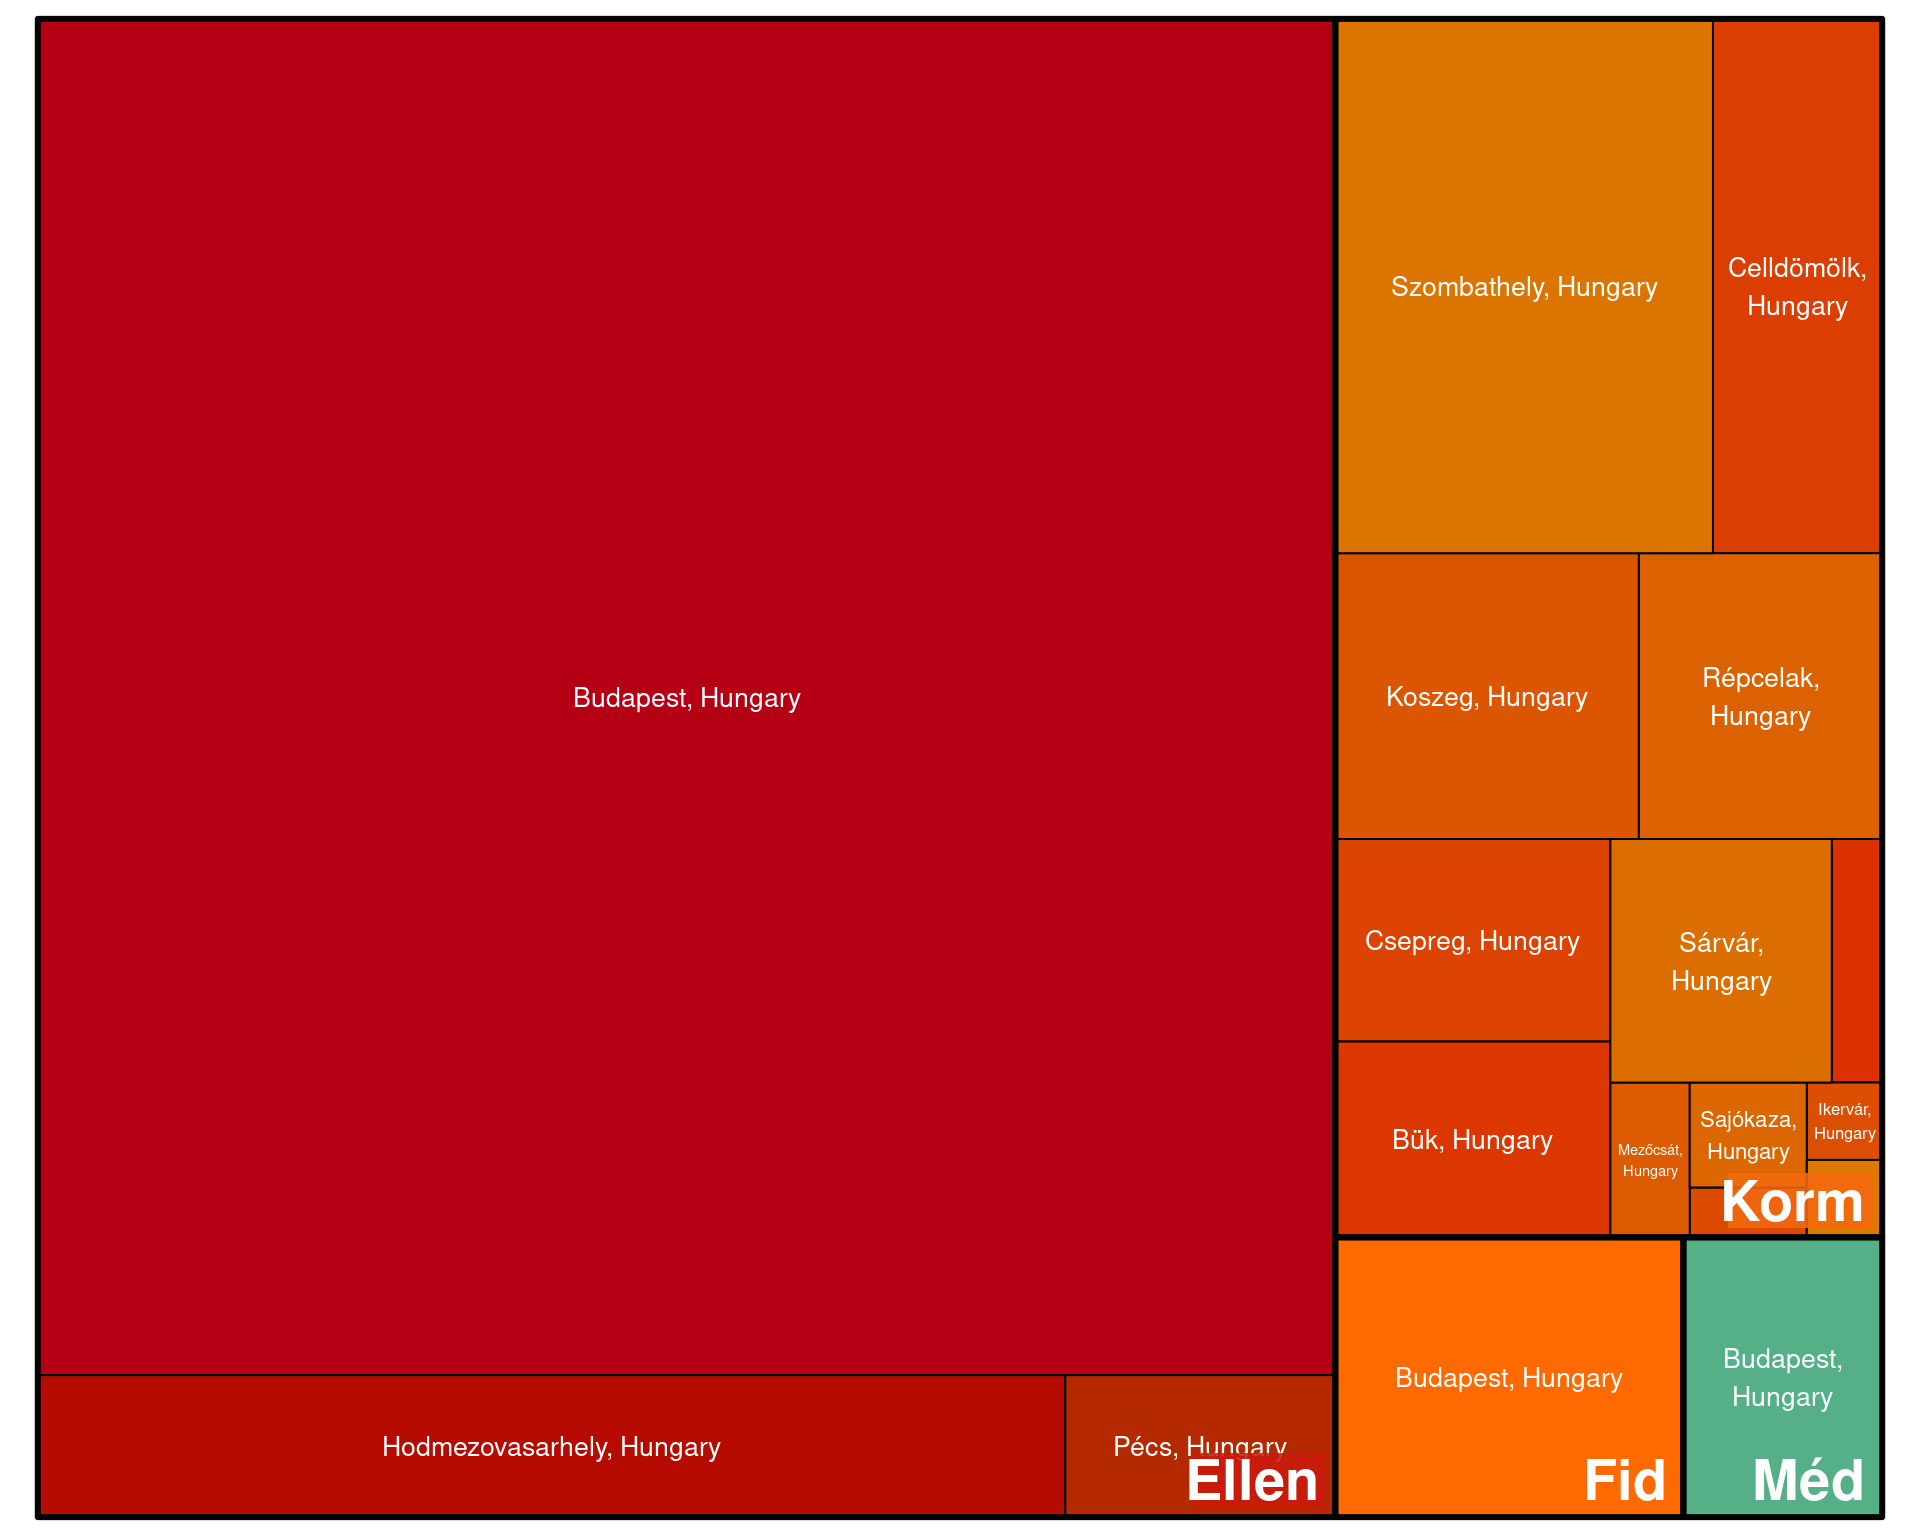 Budapest, Hungary
Hodmezovasarhely, Hungary
Pécs, Hungary
Ellen
Szombathely, Hungary
Celldömölk,
Hungary
Koszeg, Hungary
Répcelak,
Hungary
Csepreg, Hungary
Sárvár,
Hungary
Bük, Hungary
Mezőcsát,
Hungary
Sajókaza,
Hungary
Ikervár,
Hungary
Korm
Budapest, Hungary
Fid
Budapest,
Hungary
Méd